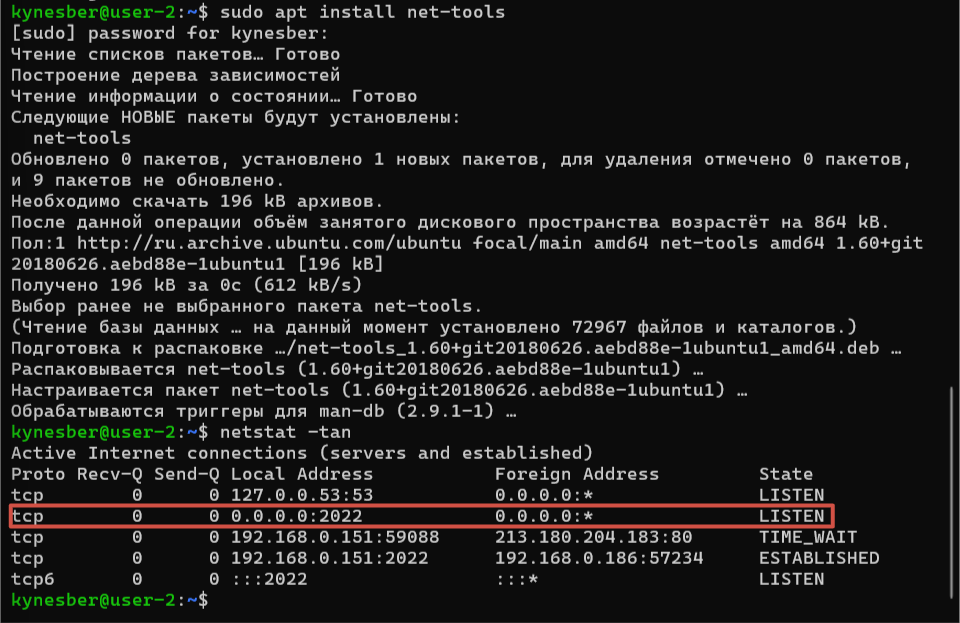 kynesber@user-2:~$ sudo apt install net-tools
[sudo] password for kynesber:
Чтение списков пакетов… Готово
Построение дерева зависимостей
Чтение информации о состоянии… Готово
Следующие НОВЫЕ пакеты будут установлены:
  net-tools
Обновлено 0 пакетов, установлено 1 новых пакетов, для удаления отмечено 0 пакетов,
и 9 пакетов не обновлено.
Необходимо скачать 196 kB архивов.
После данной операции объём занятого дискового пространства возрастёт на 864 kB.
Пол:1 http://ru.archive.ubuntu.com/ubuntu focal/main amd64 net-tools amd64 1.60+git
20180626.aebd88e-1ubuntu1 [196 kB]
Получено 196 kB за 0с (612 kB/s)
Выбор ранее не выбранного пакета net-tools.
(Чтение базы данных … на данный момент установлено 72967 файлов и каталогов.)
Подготовка к распаковке …/net-tools_1.60+git20180626.aebd88e-1ubuntu1_amd64.deb …
Распаковывается net-tools (1.60+git20180626.aebd88e-1ubuntu1) …
Настраивается пакет net-tools (1.60+git20180626.aebd88e-1ubuntu1) …
Обрабатываются триггеры для man-db (2.9.1-1) …
kynesber@user-2:~$ netstat -tan
Active Internet connections (servers and established)
Proto Recv-Q Send-Q Local Address           Foreign Address         State
tcp        0      0 127.0.0.53:53           0.0.0.0:*               LISTEN
tcp        0      0 0.0.0.0:2022            0.0.0.0:*               LISTEN
tcp        0      0 192.168.0.151:59088     213.180.204.183:80      TIME_WAIT
tcp        0      0 192.168.0.151:2022      192.168.0.186:57234     ESTABLISHED
tcp6       0      0 :::2022                 :::*                    LISTEN
kynesber@user-2:~$